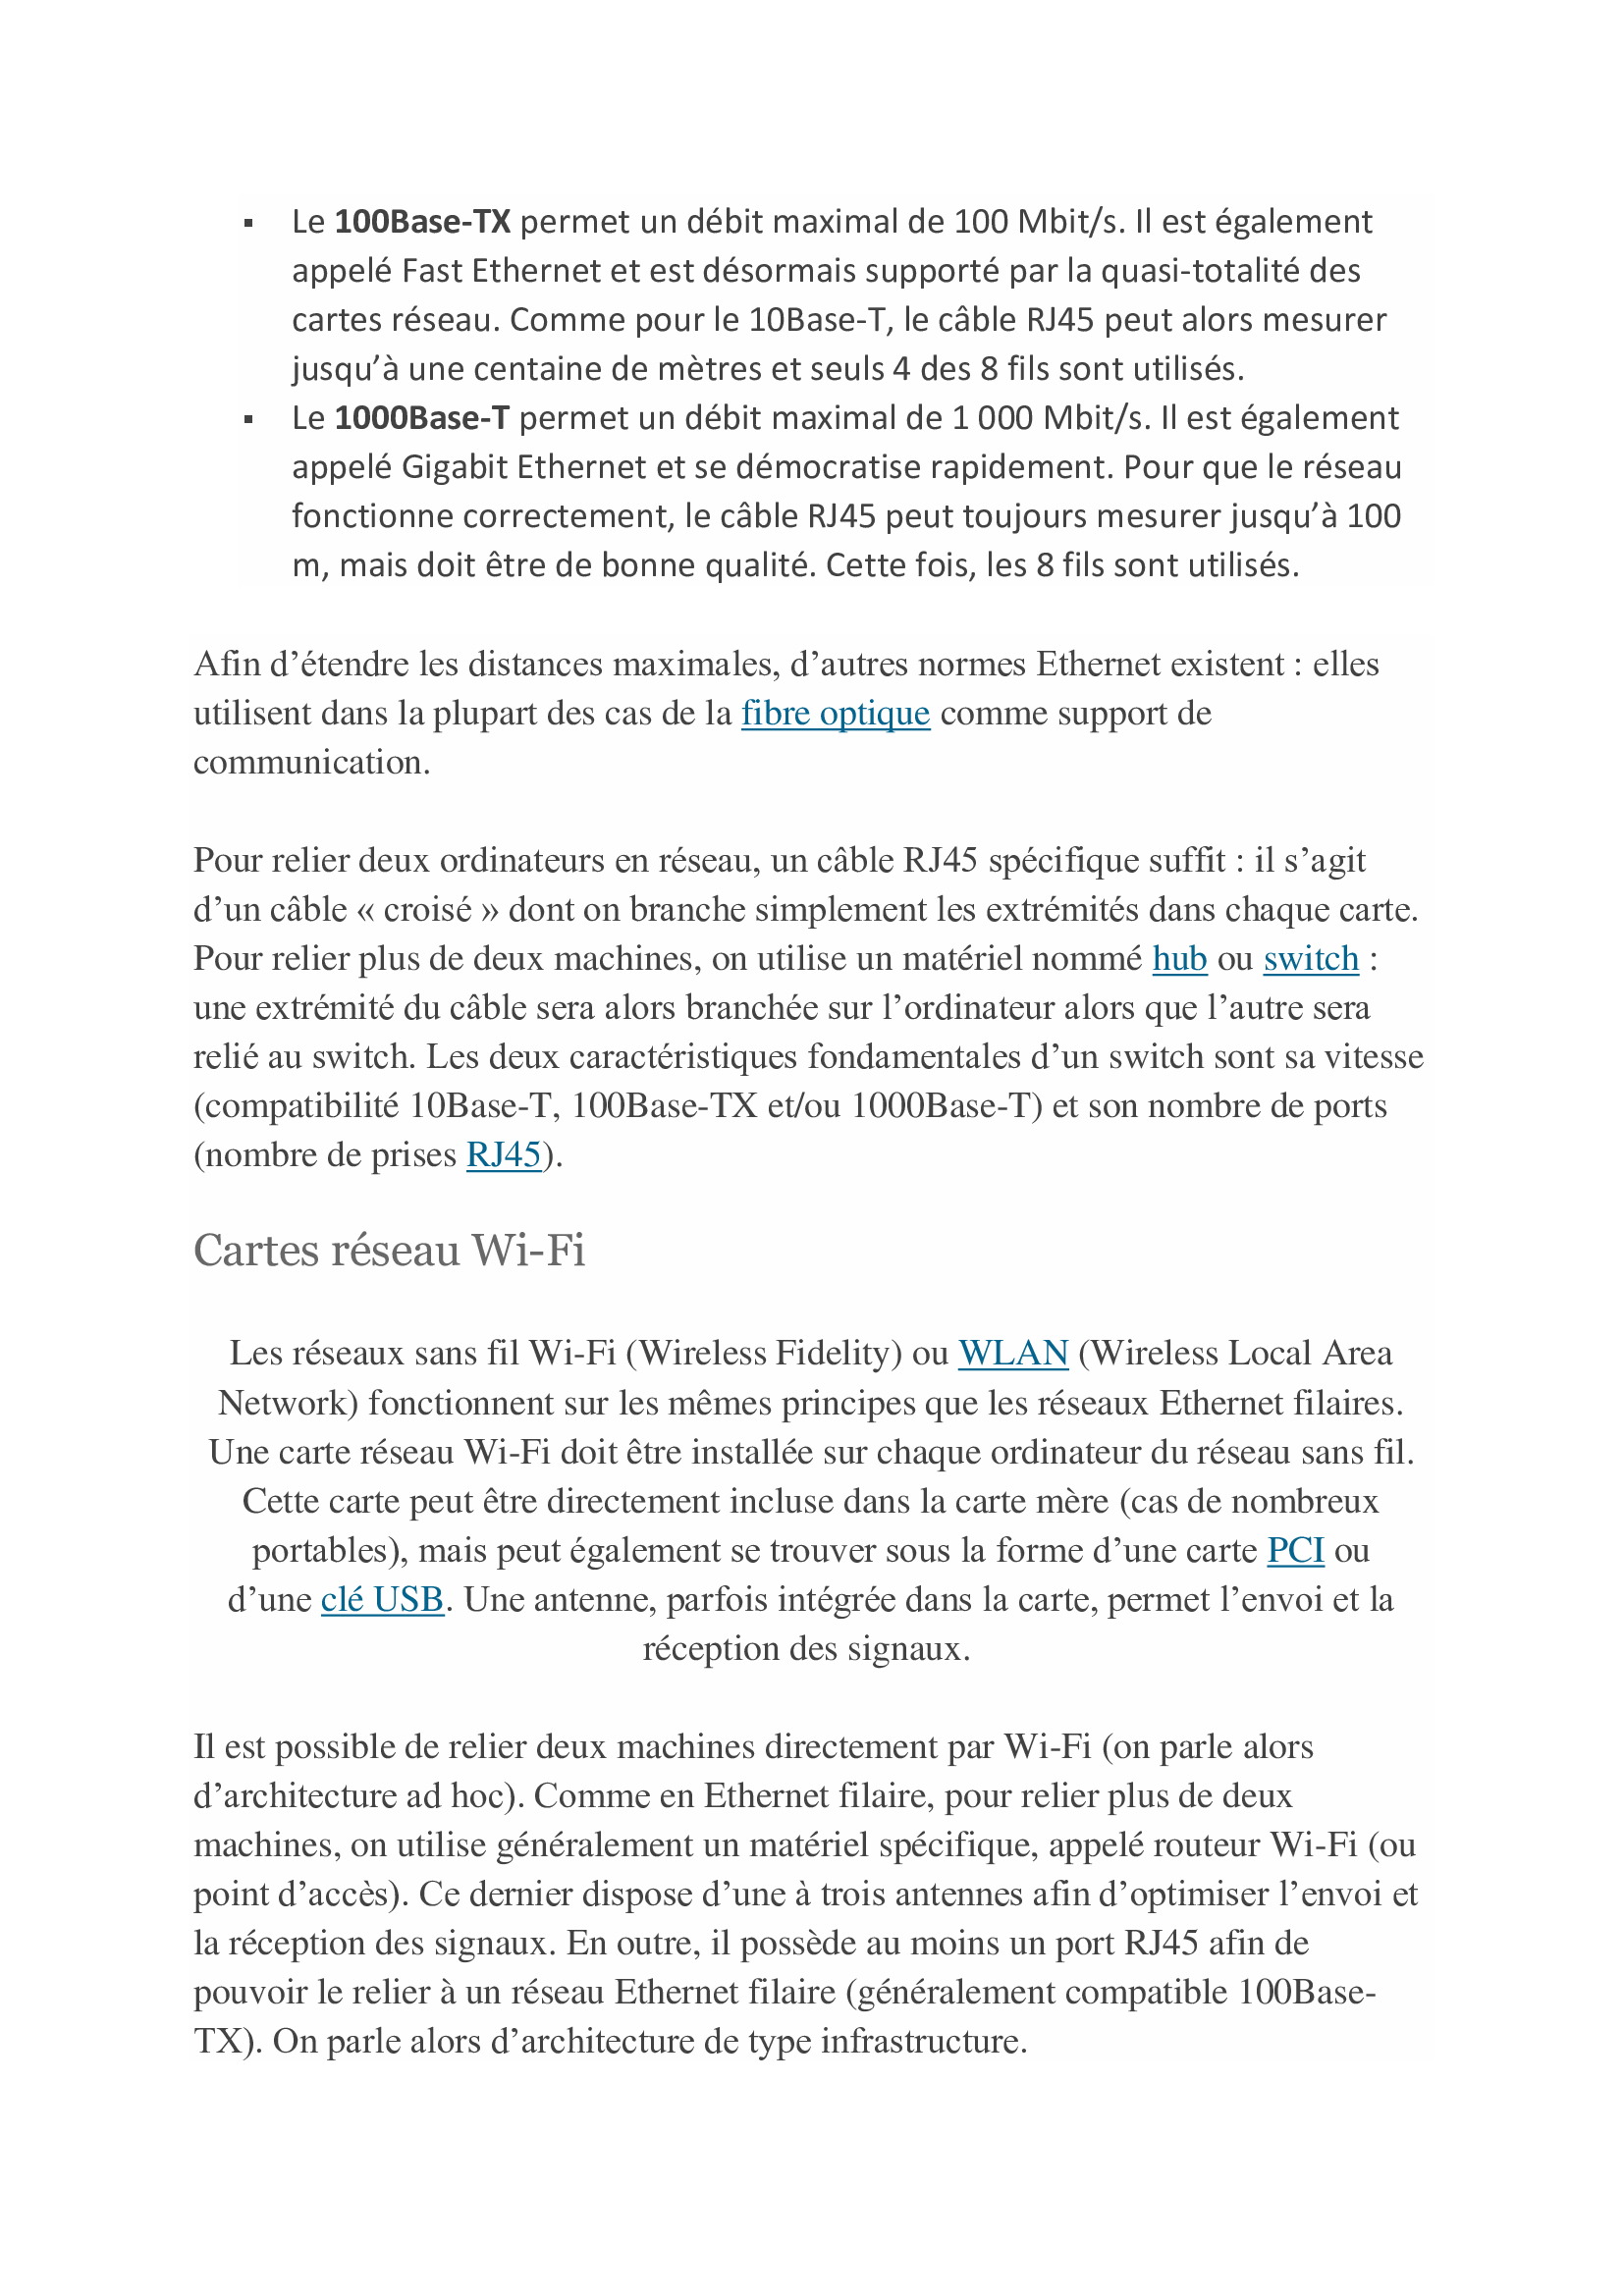 ▪ Le 100Base-TX permet un débit maximal de 100 Mbit/s. Il est également
appelé Fast Ethernet et est désormais supporté par la quasi-totalité des
cartes réseau. Comme pour le 10Base-T, le câble RJ45 peut alors mesurer
jusqu’à une centaine de mètres et seuls 4 des 8 fils sont utilisés.
▪ Le 1000Base-T permet un débit maximal de 1 000 Mbit/s. Il est également
appelé Gigabit Ethernet et se démocratise rapidement. Pour que le réseau
fonctionne correctement, le câble RJ45 peut toujours mesurer jusqu’à 100
m, mais doit être de bonne qualité. Cette fois, les 8 fils sont utilisés.
Afin d’étendre les distances maximales, d’autres normes Ethernet existent : elles
utilisent dans la plupart des cas de la fibre optique comme support de
communication.
Pour relier deux ordinateurs en réseau, un câble RJ45 spécifique suffit : il s’agit
d’un câble « croisé » dont on branche simplement les extrémités dans chaque carte.
Pour relier plus de deux machines, on utilise un matériel nommé hub ou switch :
une extrémité du câble sera alors branchée sur l’ordinateur alors que l’autre sera
relié au switch. Les deux caractéristiques fondamentales d’un switch sont sa vitesse
(compatibilité 10Base-T, 100Base-TX et/ou 1000Base-T) et son nombre de ports
(nombre de prises RJ45).
Cartes réseau Wi-Fi
Les réseaux sans fil Wi-Fi (Wireless Fidelity) ou WLAN (Wireless Local Area
Network) fonctionnent sur les mêmes principes que les réseaux Ethernet filaires.
Une carte réseau Wi-Fi doit être installée sur chaque ordinateur du réseau sans fil.
Cette carte peut être directement incluse dans la carte mère (cas de nombreux
portables), mais peut également se trouver sous la forme d’une carte PCI ou
d’une clé USB. Une antenne, parfois intégrée dans la carte, permet l’envoi et la
réception des signaux.
Il est possible de relier deux machines directement par Wi-Fi (on parle alors
d’architecture ad hoc). Comme en Ethernet filaire, pour relier plus de deux
machines, on utilise généralement un matériel spécifique, appelé routeur Wi-Fi (ou
point d’accès). Ce dernier dispose d’une à trois antennes afin d’optimiser l’envoi et
la réception des signaux. En outre, il possède au moins un port RJ45 afin de
pouvoir le relier à un réseau Ethernet filaire (généralement compatible 100Base-
TX). On parle alors d’architecture de type infrastructure.